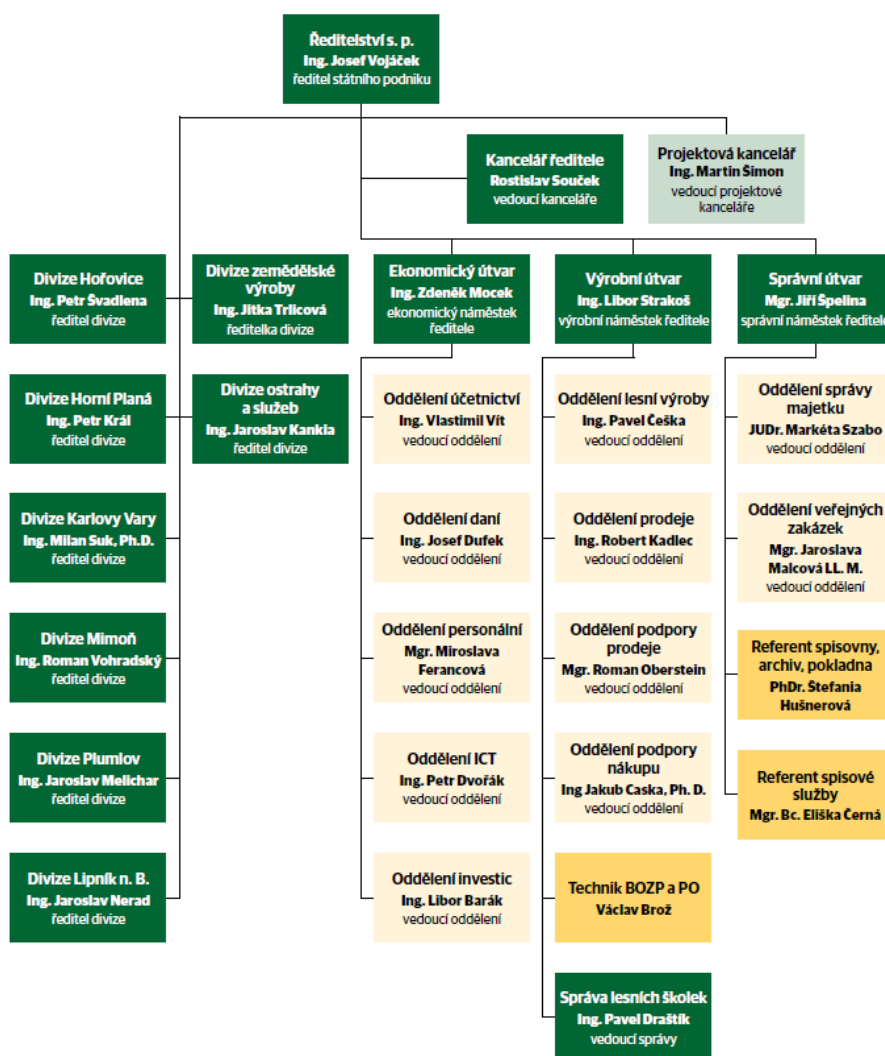 Ředitelství s. p.
Ing. Josef Vojáček
ředitel státního podniku
Kancelář ředitele
Rostislav Souček
vedoucí kanceláře
Projektová kancelář
Ing. Martin Šimon
vedoucí projektové
kanceláře
Divize Hořovice
Ing. Petr Švadlena
ředitel divize
Divize zemědělské
výroby
Ing. Jitka Trlicová
ředitelka divize
Ekonomický útvar
Ing. Zdeněk Mocek
ekonomický náměstek
ředitele
Výrobní útvar
Ing. Libor Strakoš
výrobní náměstek ředitele
Správní útvar
Mgr. Jiří Špelina
správní náměstek ředitele
Divize Horní Planá
Ing. Petr Král
ředitel divize
Divize ostrahy
a služeb
Ing. Jaroslav Kankia
ředitel divize
Oddělení účetnictví
Ing. Vlastimil Vít
vedoucí oddělení
Oddělení lesní výroby
Ing. Pavel Češka
vedoucí oddělení
Oddělení správy
majetku
JUDr. Markéta Szabo
vedoucí oddělení
Divize Karlovy Vary
Ing. Milan Suk, Ph.D.
ředitel divize
Oddělení daní
Ing. Josef Dufek
vedoucí oddělení
Oddělení prodeje
Ing. Robert Kadlec
vedoucí oddělení
Oddělení veřejných
zakázek
Mgr. Jaroslava
Malcová LL. M.
vedoucí oddělení
Divize Mimoň
Ing. Roman Vohradský
ředitel divize
Oddělení personální
Mgr. Miroslava
Ferancová
vedoucí oddělení
Oddělení podpory
prodeje
Mgr. Roman Oberstein
vedoucí oddělení
Referent spisovny,
archiv, pokladna
PhDr. Štefania
Hušnerová
Divize Plumlov
Ing. Jaroslav Melichar
ředitel divize
Oddělení ICT
Ing. Petr Dvořák
vedoucí oddělení
Oddělení podpory
nákupu
Ing Jakub Caska, Ph. D.
vedoucí oddělení
Referent spisové
služby
Mgr. Bc. Eliška Černá
Divize Lipník n. B.
Ing. Jaroslav Nerad
ředitel divize
Oddělení investic
Ing. Libor Barák
vedoucí oddělení
Technik BOZP a PO
Václav Brož
Správa lesních školek
Ing. Pavel Draštík
vedoucí správy